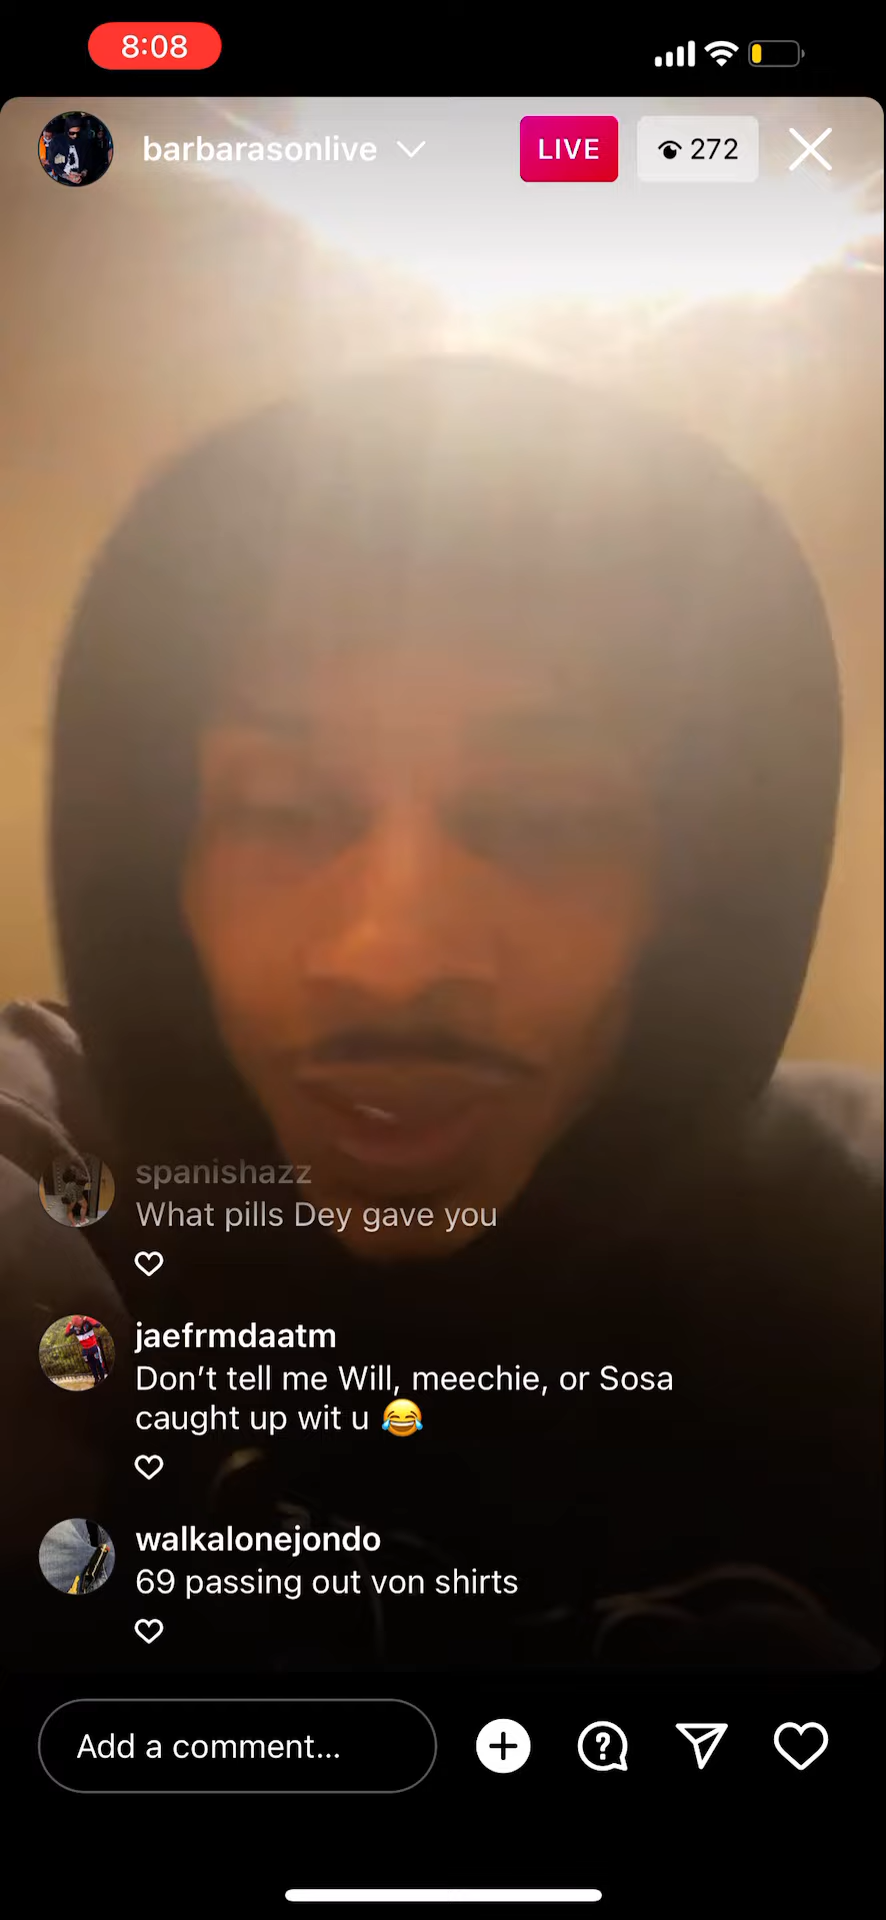 8:08
barbarasonlive
LIVE
272
spanishazz
What pills Dey gave you
jaefrmdaatm
Don’t tell me Will, meechie, or Sosa
caught up wit u 😂
walkalonejondo
69 passing out von shirts
Add a comment...